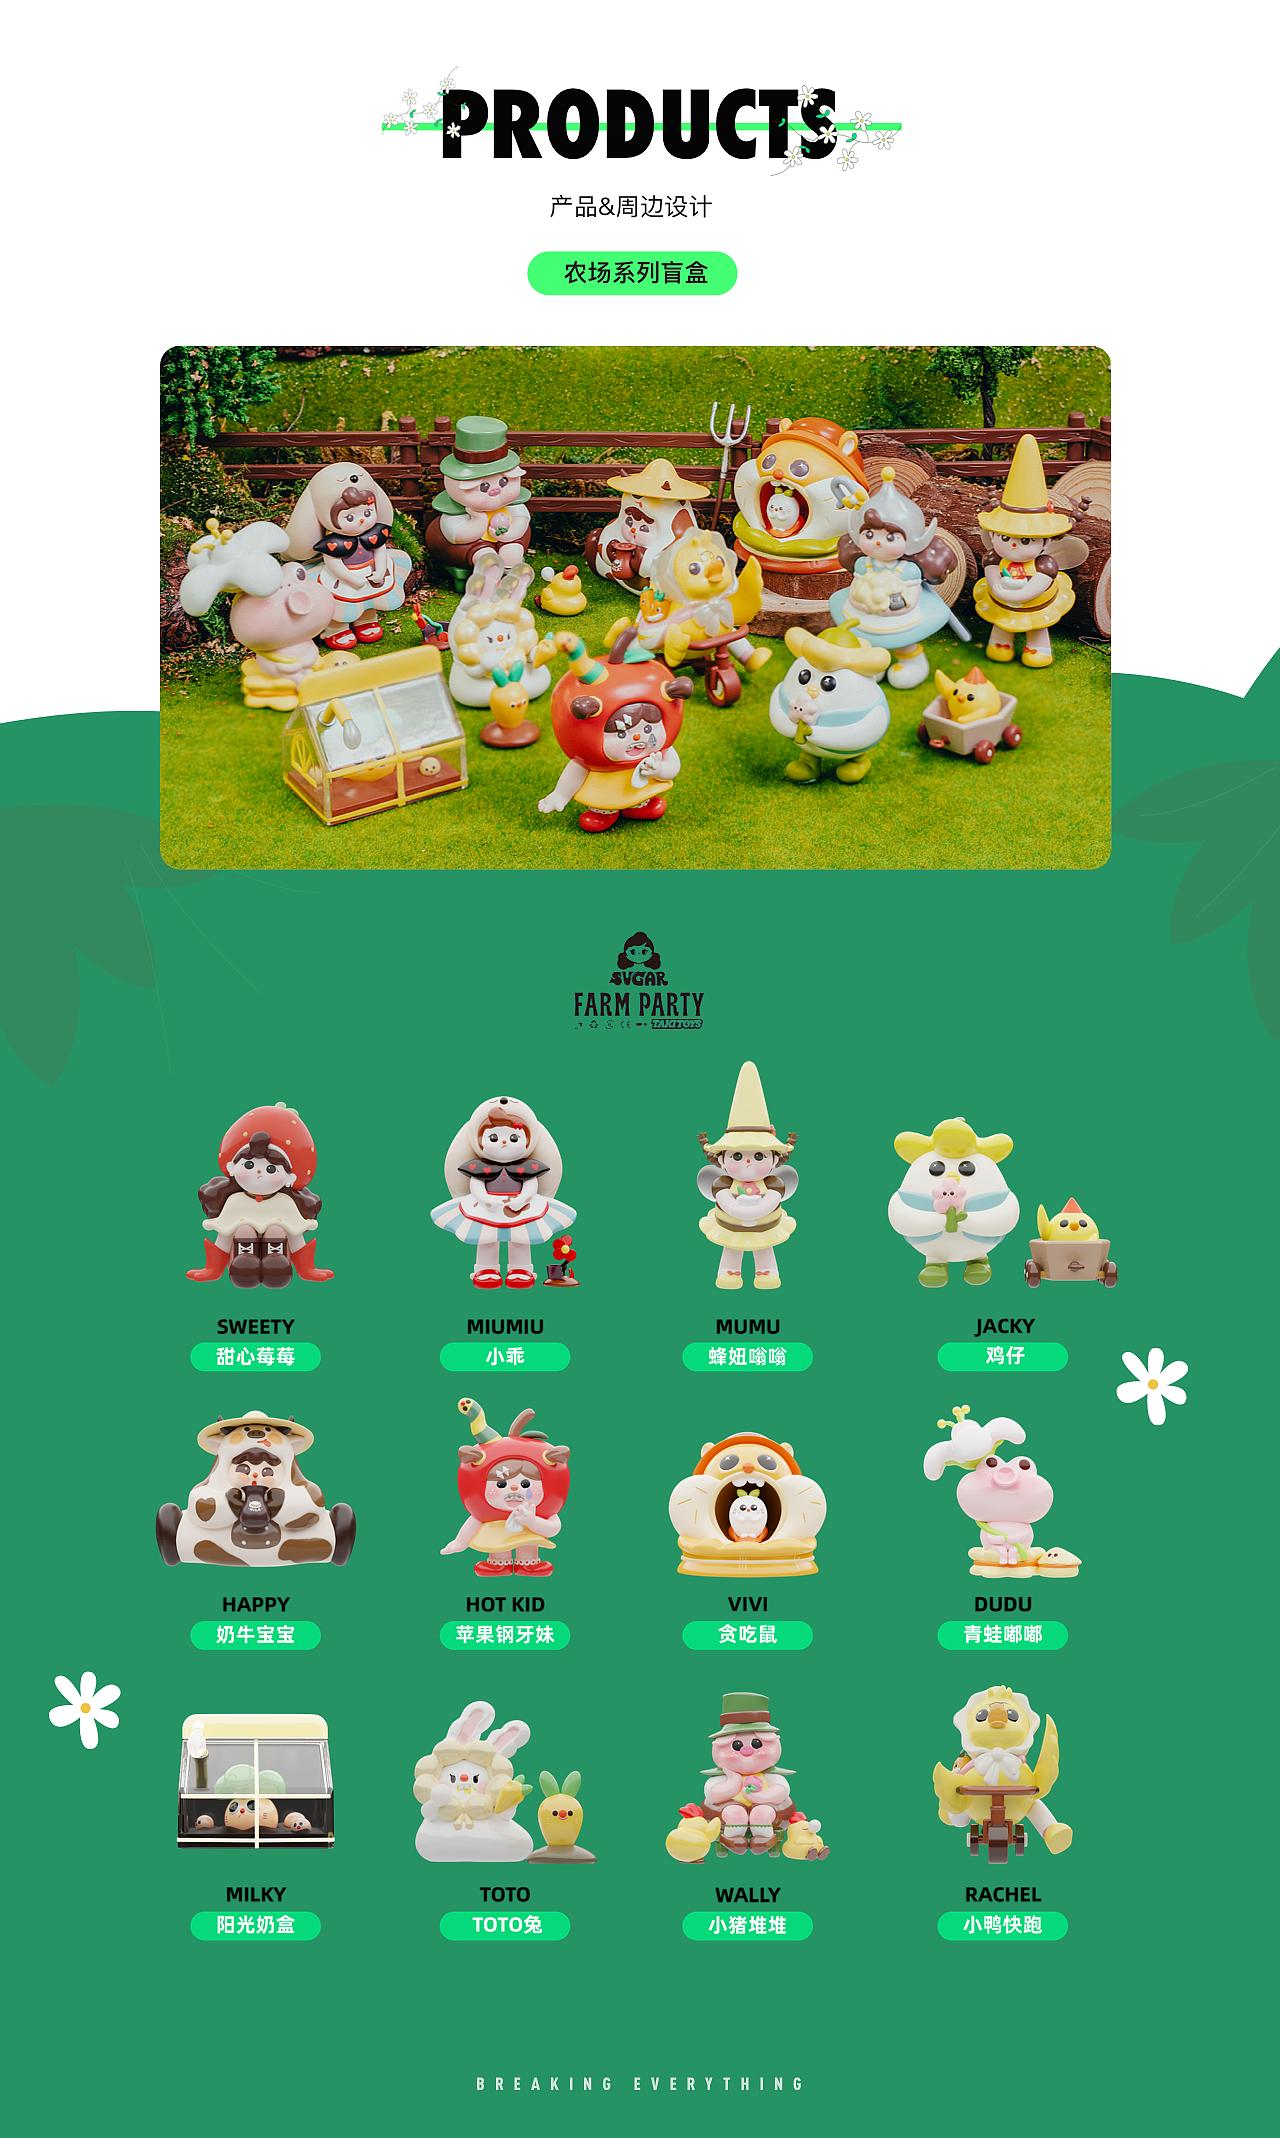 PRODUCTS
产品&周边设计
农场系列盲盒
SUGAR
FARM PARTY
TAKITOYS
SWEETY
甜心莓莓
MIUMIU
小乖
MUMU
蜂妞嗡嗡
JACKY
鸡仔
HAPPY
奶牛宝宝
HOT KID
苹果钢牙妹
VIVI
贪吃鼠
DUDU
青蛙嘟嘟
MILKY
阳光奶盒
TOTO
TOTO兔
WALLY
小猪堆堆
RACHEL
小鸭快跑
BREAKING EVERYTHING